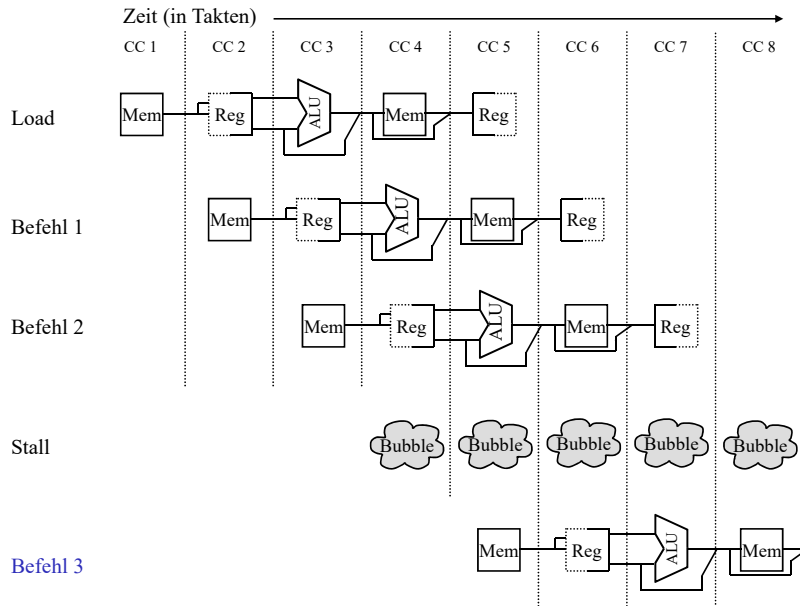 Zeit (in Takten)
CC 1 CC 2 CC 3 CC 4 CC 5 CC 6 CC 7 CC 8
Load Mem Reg ALU Mem Reg
Befehl 1 Mem Reg ALU Mem Reg
Befehl 2 Mem Reg ALU Mem Reg
Stall Bubble Bubble Bubble Bubble Bubble
Befehl 3 Mem Reg ALU Mem